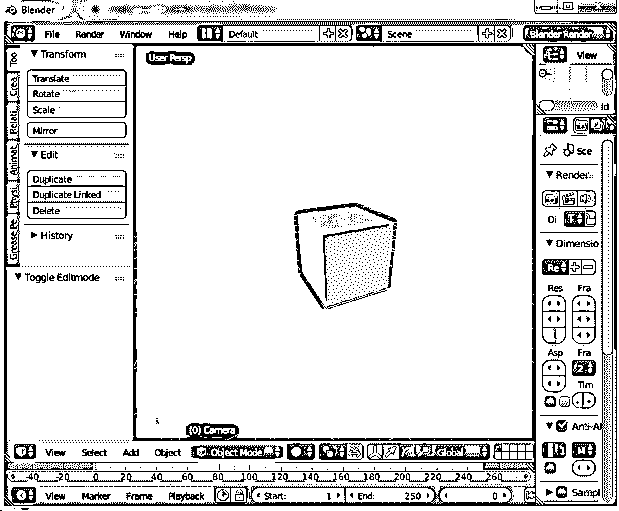 Blender
File Render Window Help Default Scene Blender Render
Transform
Translate
Rotate
Scale
Mirror
Edit
Duplicate
Duplicate Linked
Delete
History
Toggle Editmode
Too
Crea
Relati
Animat
Physi
Grease Pe
User Persp
(0) Camera
View
Id
Sce
Render
Di
Dimensio
Re
Res Fra
Asp Fra
Tim
Anti-Al
Sampl
View Select Add Object Object Mode Global
-40 -20 0 20 40 60 80 100 120 140 160 180 200 220 240 260
View Marker Frame Playback Start: 1 End: 250 0